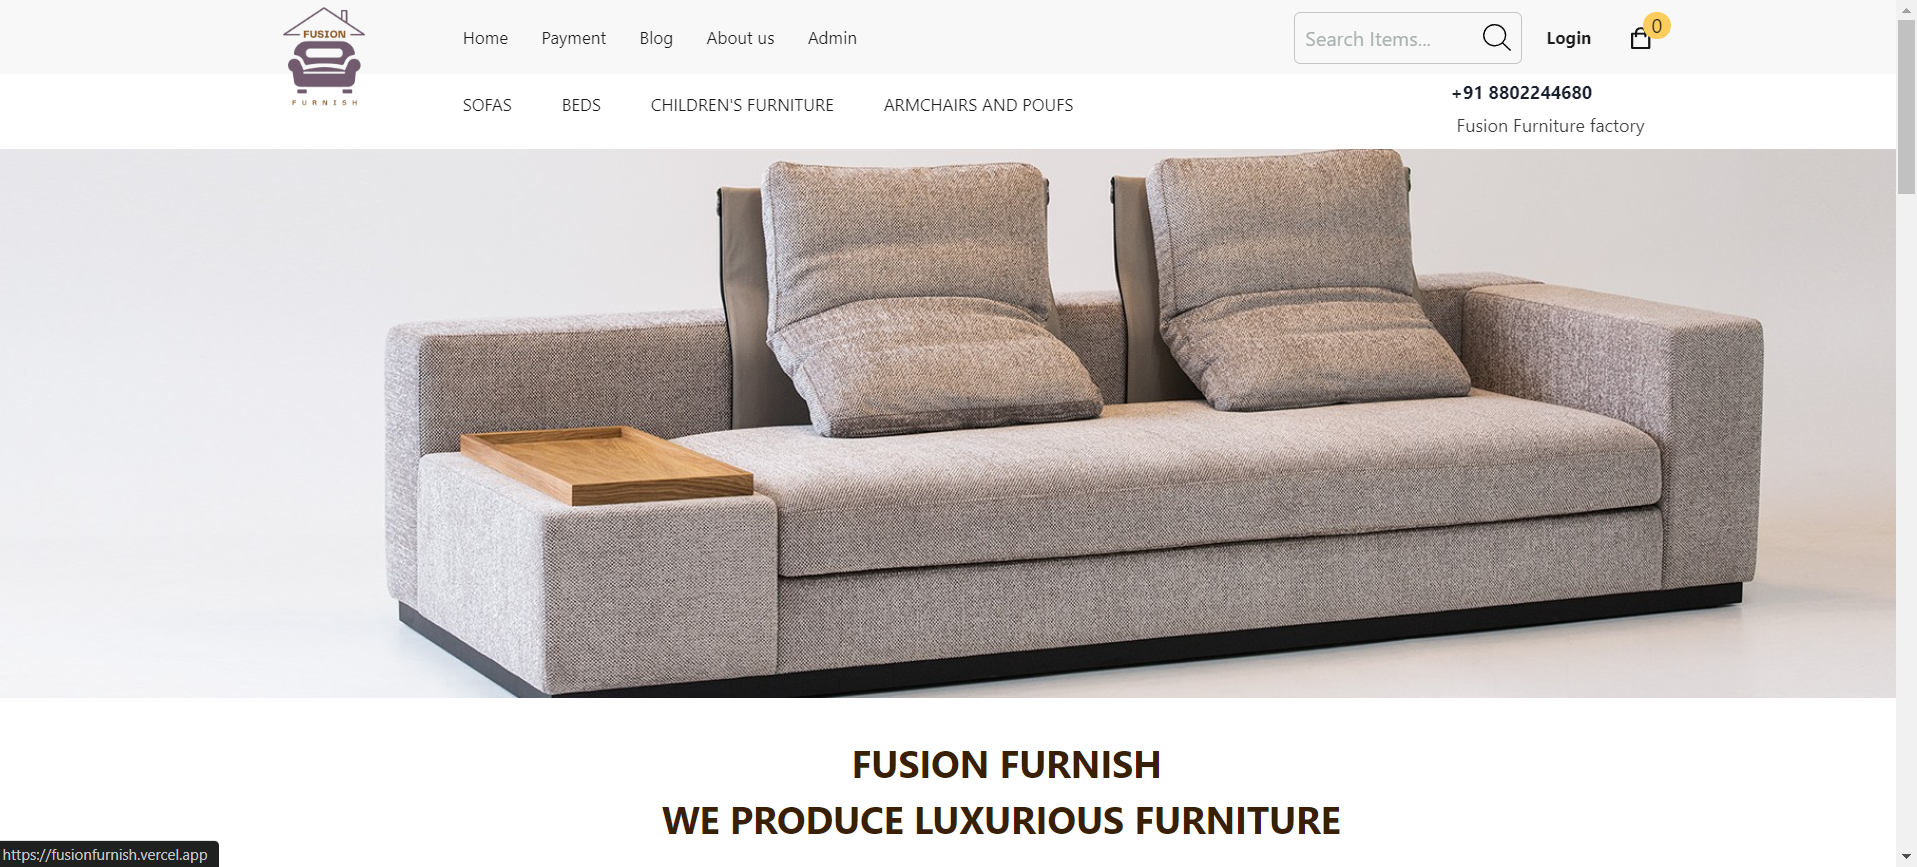 FUSION
FURNISH
Home Payment Blog About us Admin
Search Items...
Login
0
SOFAS BEDS CHILDREN'S FURNITURE ARMCHAIRS AND POUFS
+91 8802244680
Fusion Furniture factory
FUSION FURNISH
WE PRODUCE LUXURIOUS FURNITURE
https://fusionfurnish.vercel.app